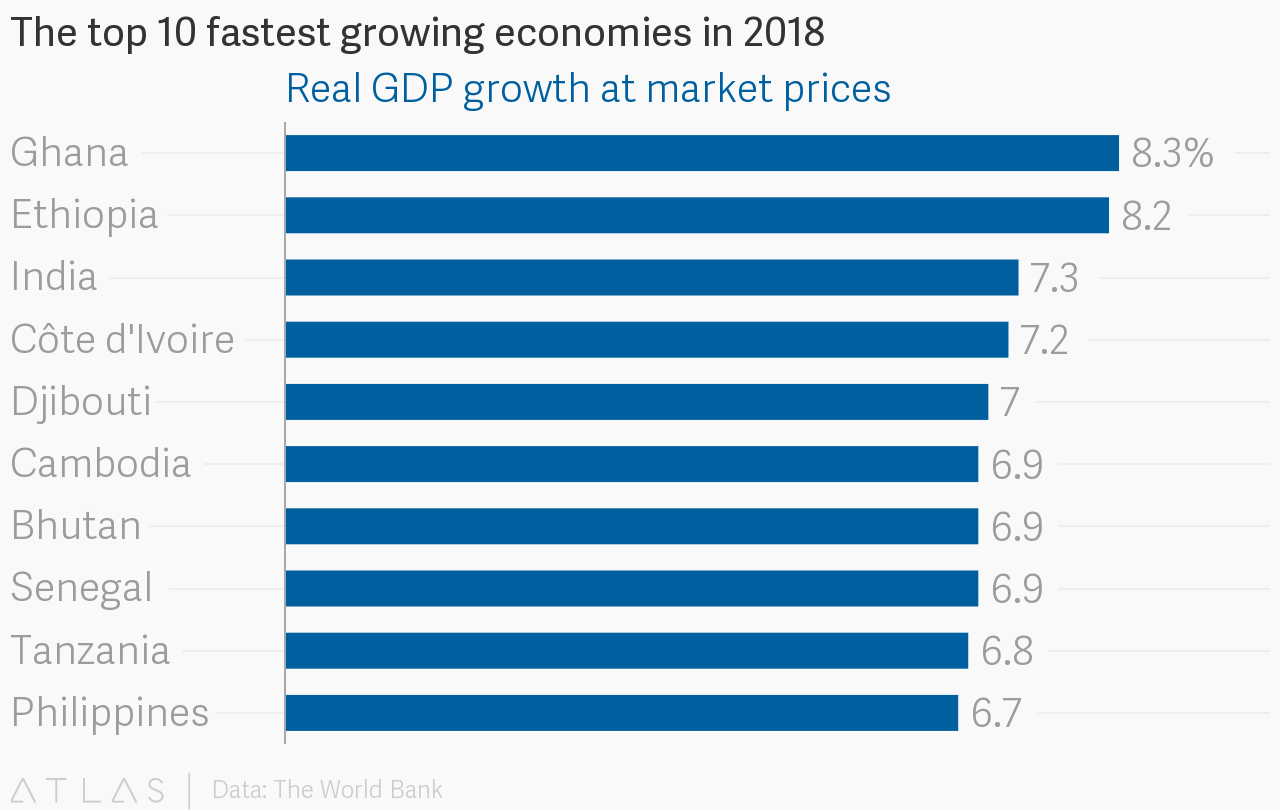 The top 10 fastest growing economies in 2018
Real GDP growth at market prices
Ghana 8.3%
Ethiopia 8.2
India 7.3
Côte d'Ivoire 7.2
Djibouti 7
Cambodia 6.9
Bhutan 6.9
Senegal 6.9
Tanzania 6.8
Philippines 6.7
ATLAS Data: The World Bank